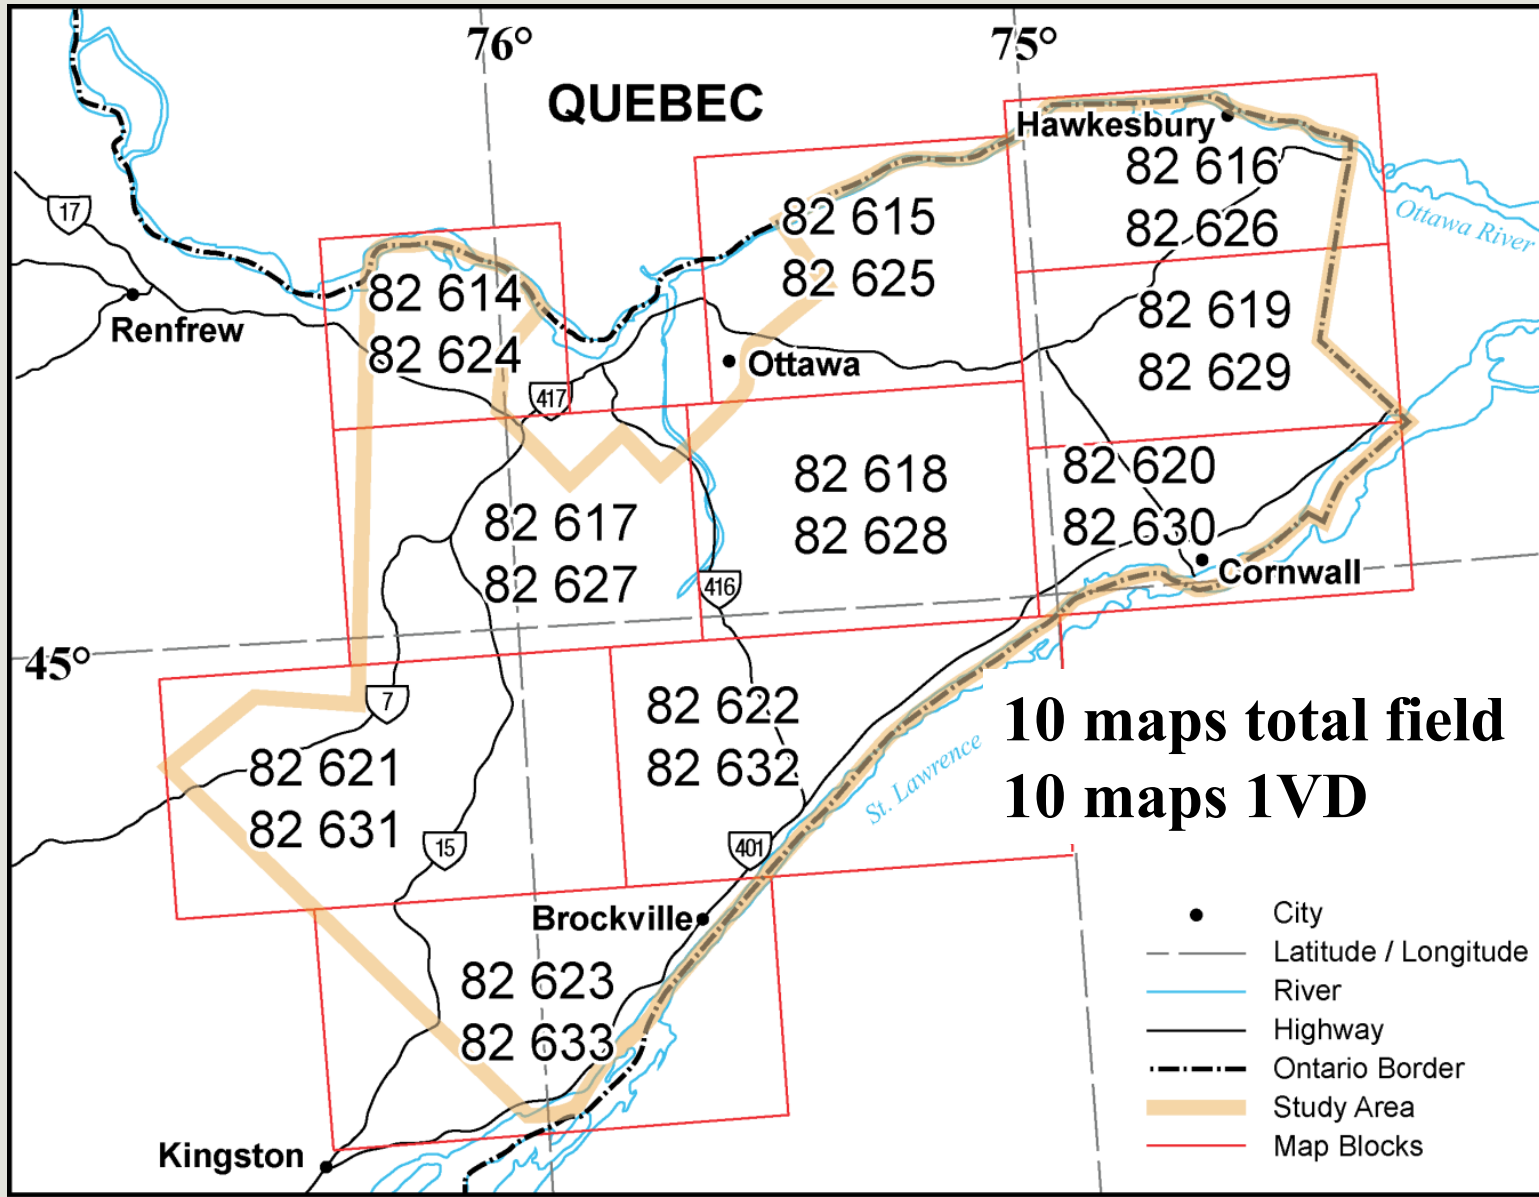 76°
75°
QUEBEC
Hawkesbury
82 616
82 626
17
82 615
82 625
Ottawa River
82 614
82 624
Renfrew
82 619
82 629
Ottawa
417
82 618
82 628
82 620
82 630
82 617
82 627
416
Cornwall
45°
7
82 622
82 632
10 maps total field
10 maps 1VD
St. Lawrence
82 621
82 631
15
401
Brockville
82 623
82 633
Kingston
City
Latitude / Longitude
River
Highway
Ontario Border
Study Area
Map Blocks